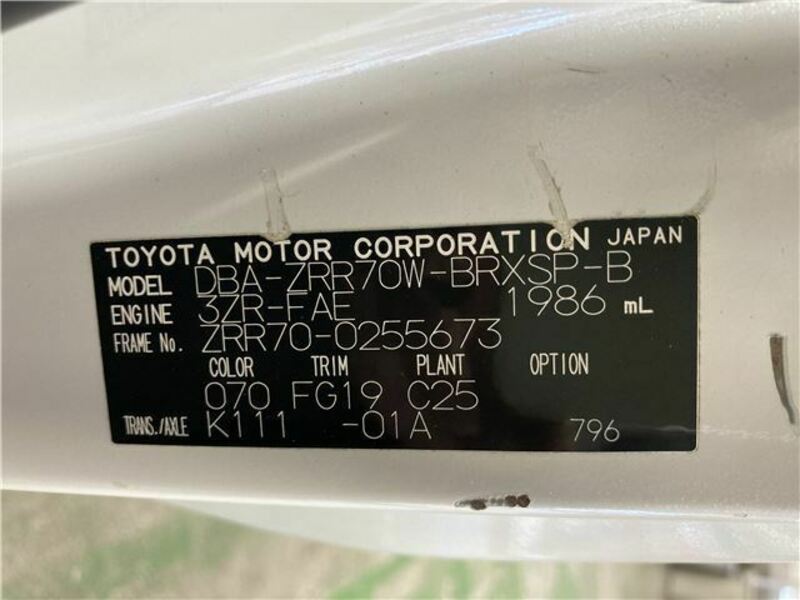 TOYOTA MOTOR CORPORATION JAPAN
MODEL DBA-ZRR70W-BRXSP-B
ENGINE 3ZR-FAE 1986 mL
FRAME No. ZRR70-0255673
COLOR TRIM PLANT OPTION
070 FG19 C25
TRANS./AXLE K111 -01A 796